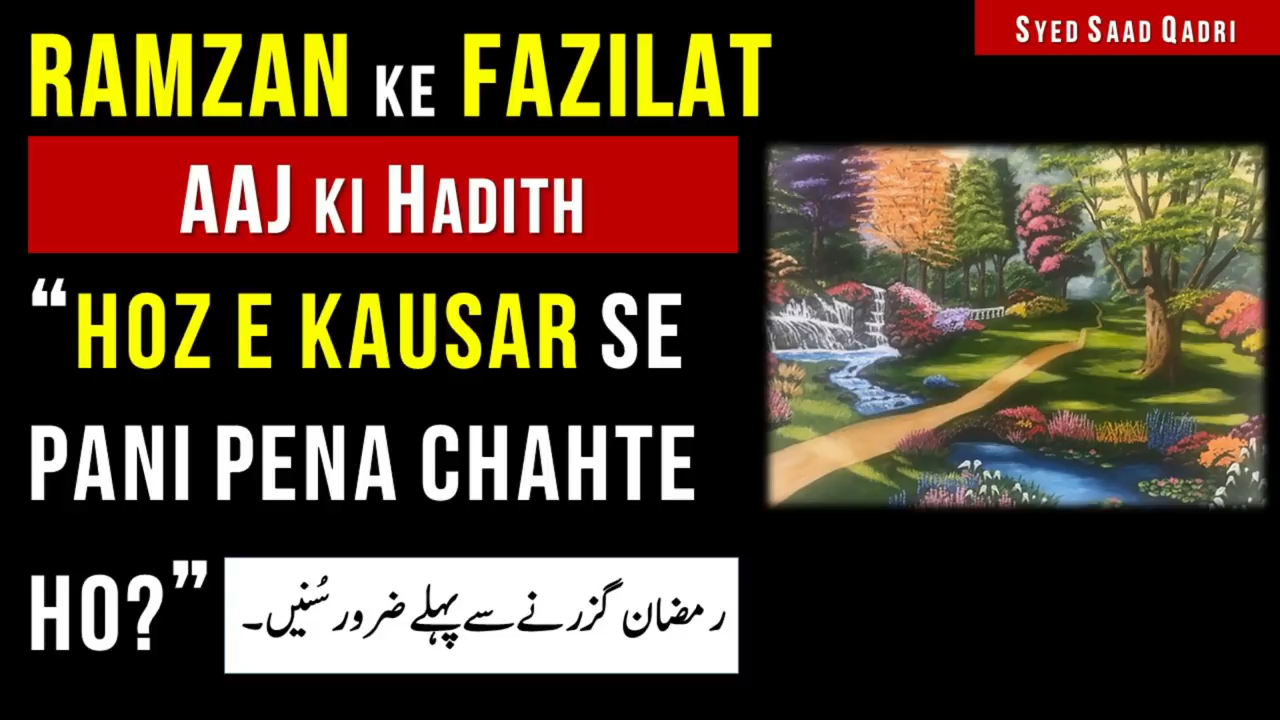 SYED SAAD QADRI
RAMZAN KE FAZILAT
AAJ KI HADITH
“HOZ E KAUSAR SE
PANI PENA CHAHTE
HO?”
رمضان گزرنے سے پہلے ضرور سُنیں۔